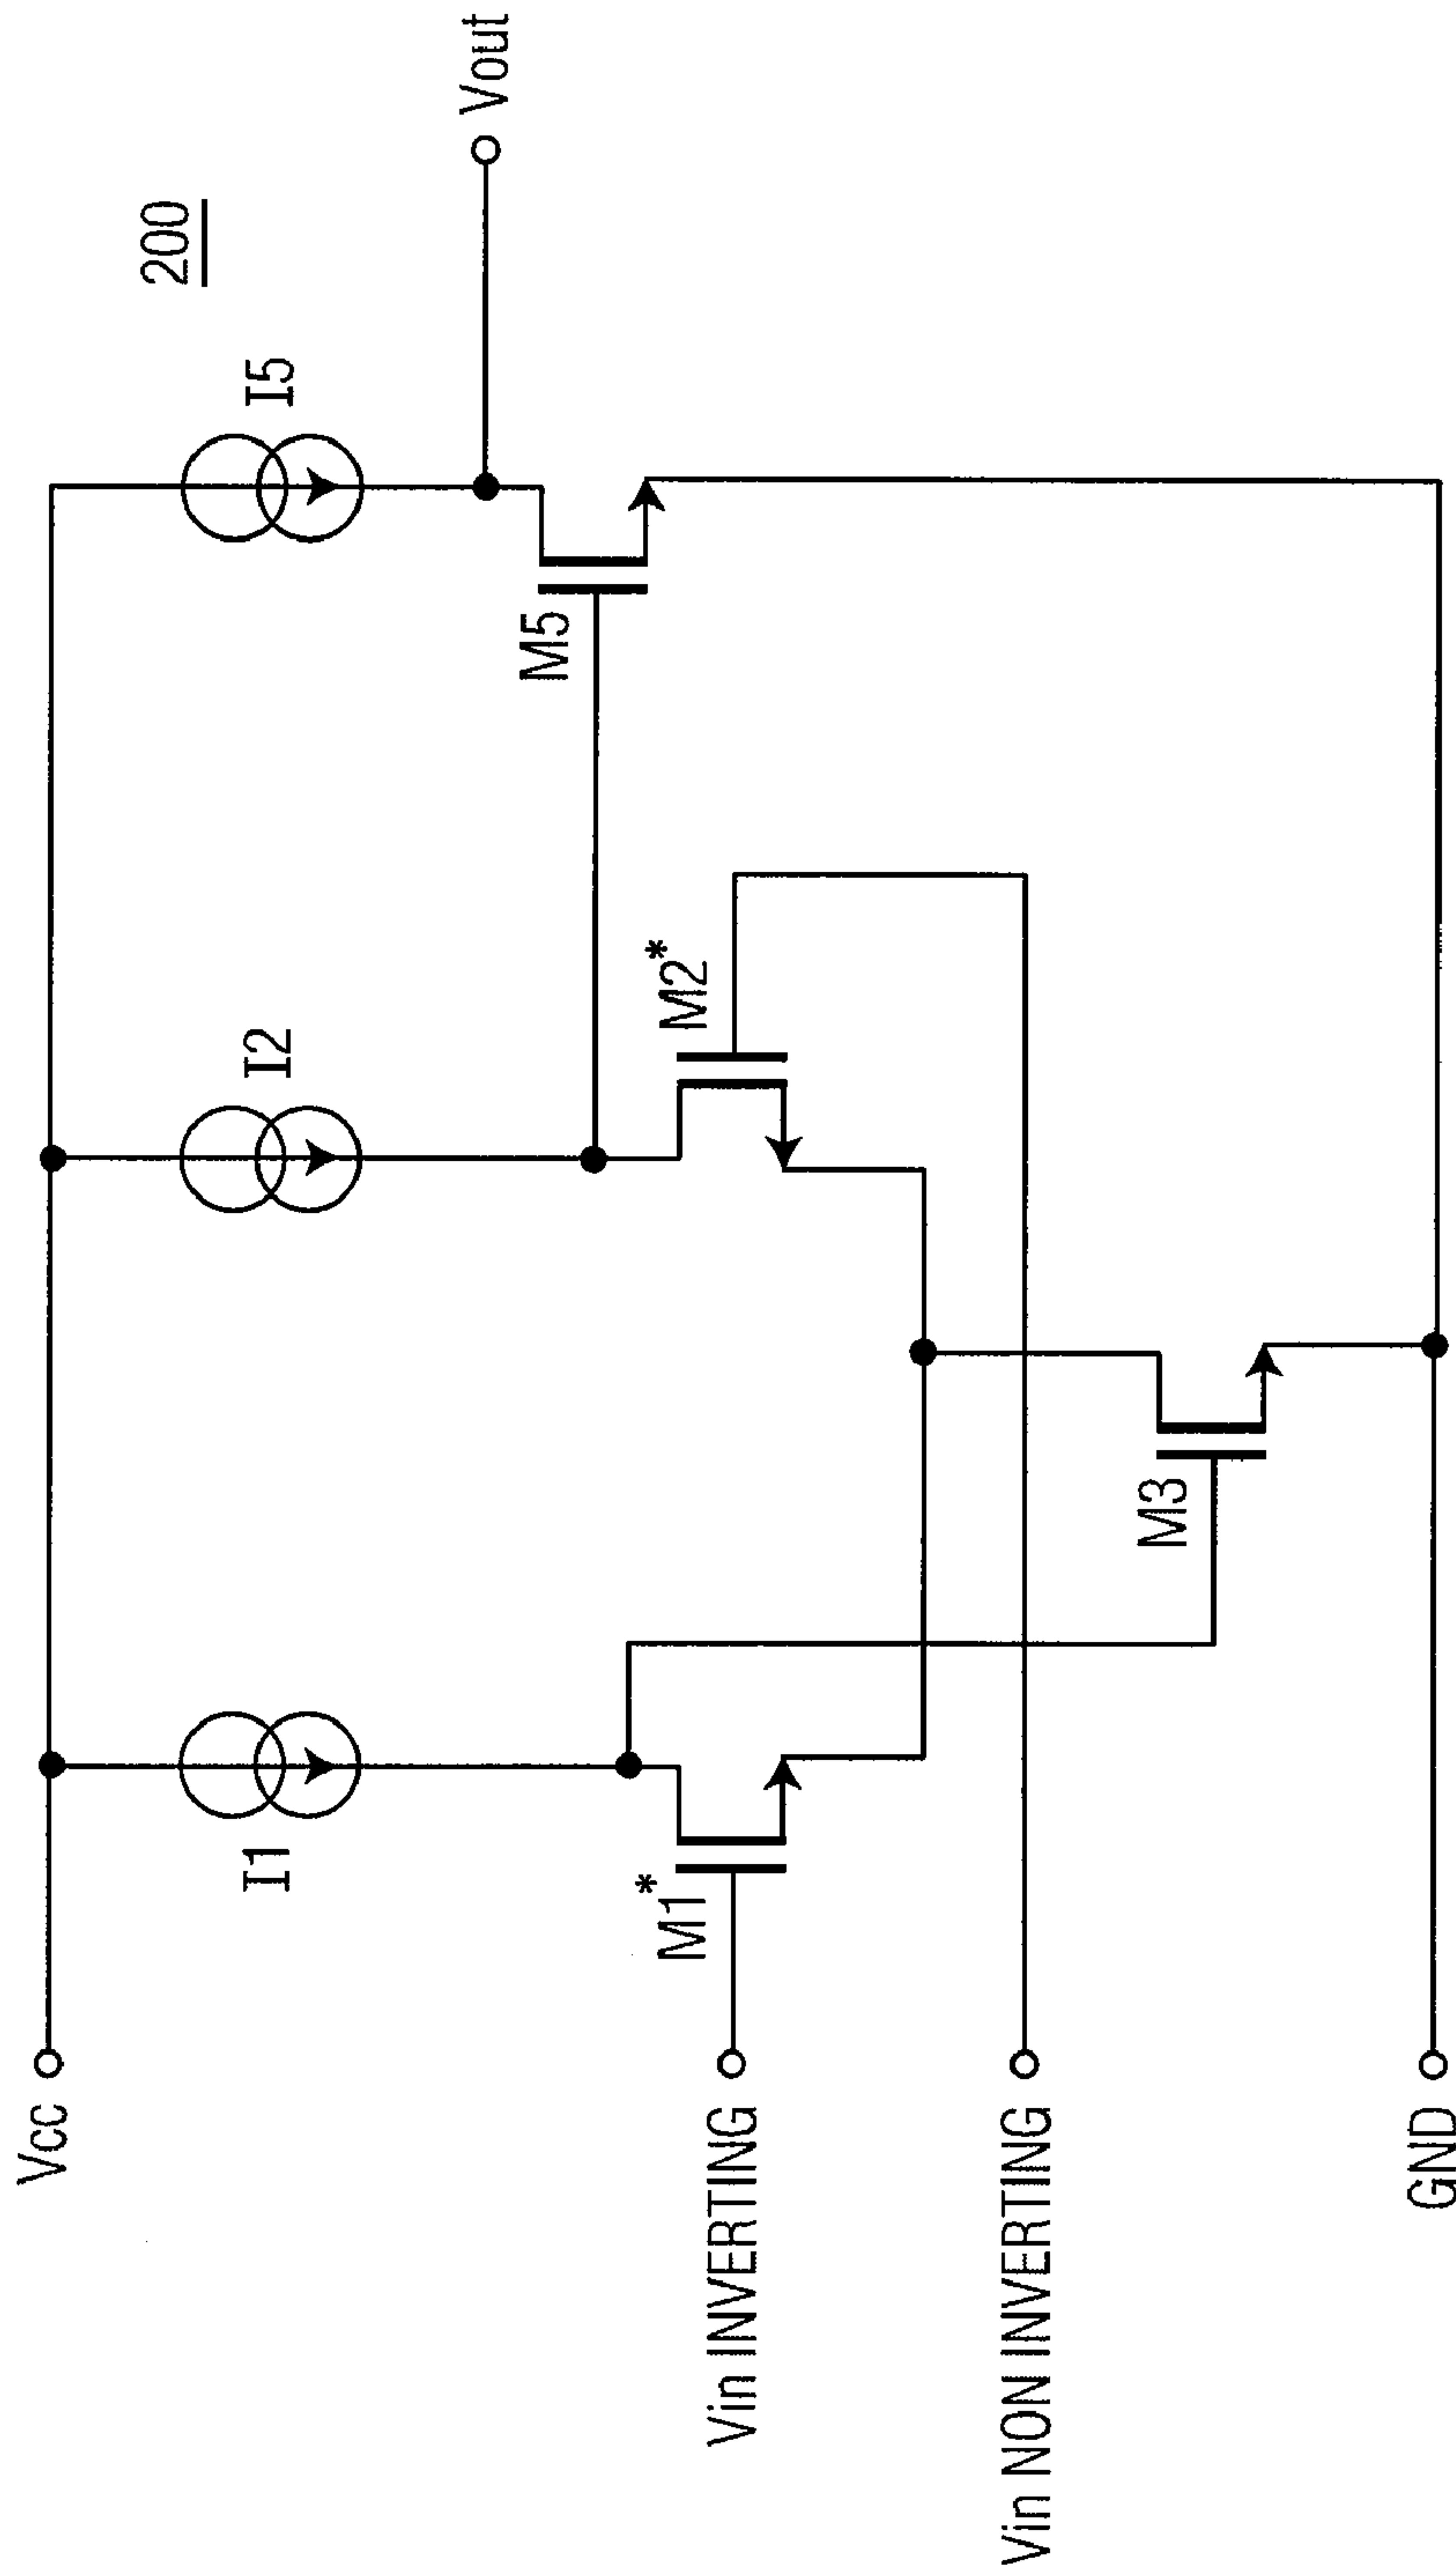 200
Vcc
I1
I2
I5
Vout
M5
M1*
M2*
Vin INVERTING
Vin NON INVERTING
M3
GND